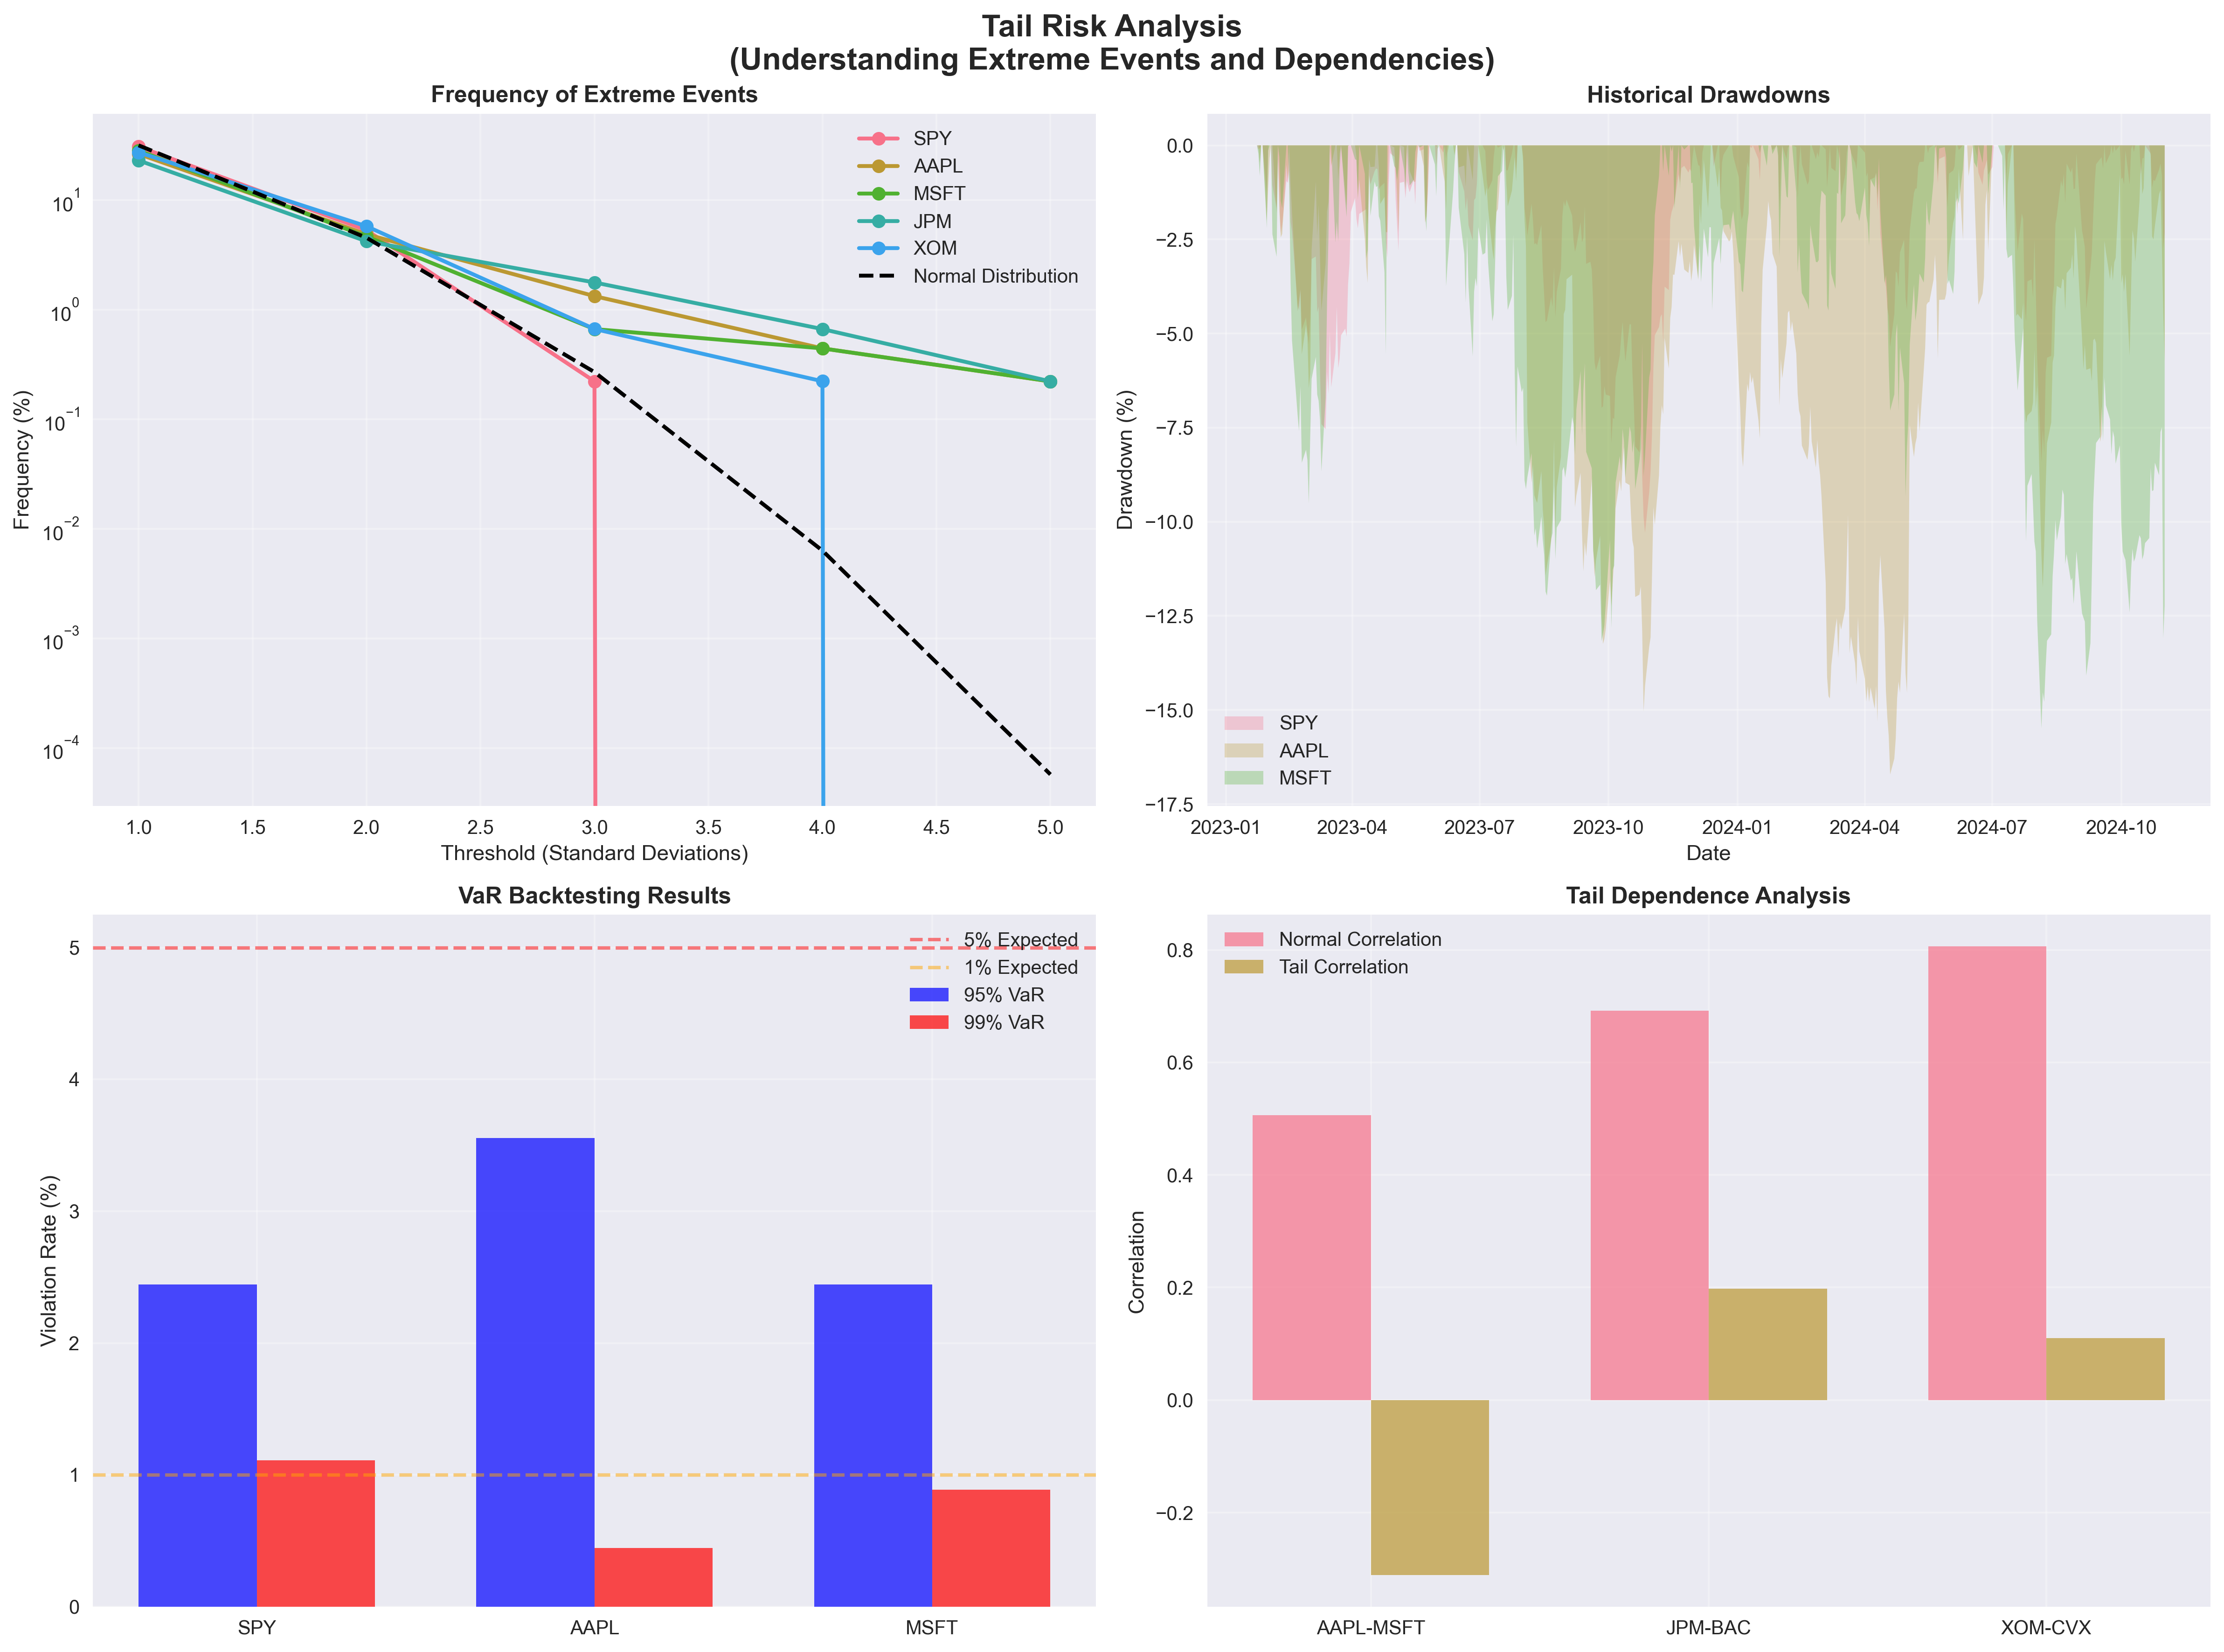 Tail Risk Analysis
(Understanding Extreme Events and Dependencies)
Frequency of Extreme Events
Frequency (%)
10^1
10^0
10^−1
10^−2
10^−3
10^−4
SPY
AAPL
MSFT
JPM
XOM
Normal Distribution
1.0 1.5 2.0 2.5 3.0 3.5 4.0 4.5 5.0
Threshold (Standard Deviations)
Historical Drawdowns
Drawdown (%)
0.0
−2.5
−5.0
−7.5
−10.0
−12.5
−15.0
−17.5
SPY
AAPL
MSFT
2023-01 2023-04 2023-07 2023-10 2024-01 2024-04 2024-07 2024-10
Date
VaR Backtesting Results
Violation Rate (%)
5
4
3
2
1
0
5% Expected
1% Expected
95% VaR
99% VaR
SPY AAPL MSFT
Tail Dependence Analysis
Correlation
0.8
0.6
0.4
0.2
0.0
−0.2
Normal Correlation
Tail Correlation
AAPL-MSFT JPM-BAC XOM-CVX